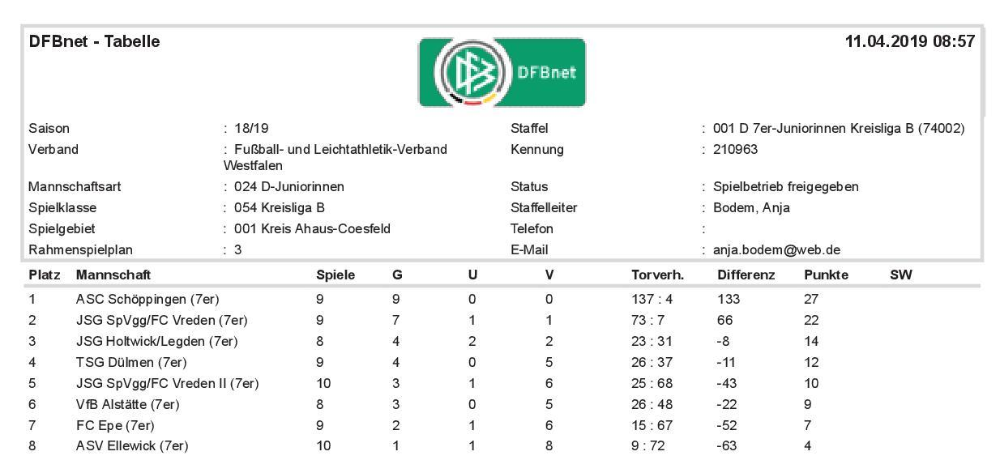 DFBnet - Tabelle 11.04.2019 08:57
DFBnet
Saison : 18/19 Staffel : 001 D 7er-Juniorinnen Kreisliga B (74002)
Verband : Fußball- und Leichtathletik-Verband Kennung : 210963
Westfalen
Mannschaftsart : 024 D-Juniorinnen Status : Spielbetrieb freigegeben
Spielklasse : 054 Kreisliga B Staffelleiter : Bodem, Anja
Spielgebiet : 001 Kreis Ahaus-Coesfeld Telefon :
Rahmenspielplan : 3 E-Mail : anja.bodem@web.de
Platz Mannschaft Spiele G U V Torverh. Differenz Punkte SW
1 ASC Schöppingen (7er) 9 9 0 0 137 : 4 133 27
2 JSG SpVgg/FC Vreden (7er) 9 7 1 1 73 : 7 66 22
3 JSG Holtwick/Legden (7er) 8 4 2 2 23 : 31 -8 14
4 TSG Dülmen (7er) 9 4 0 5 26 : 37 -11 12
5 JSG SpVgg/FC Vreden II (7er) 10 3 1 6 25 : 68 -43 10
6 VfB Alstätte (7er) 8 3 0 5 26 : 48 -22 9
7 FC Epe (7er) 9 2 1 6 15 : 67 -52 7
8 ASV Ellewick (7er) 10 1 1 8 9 : 72 -63 4